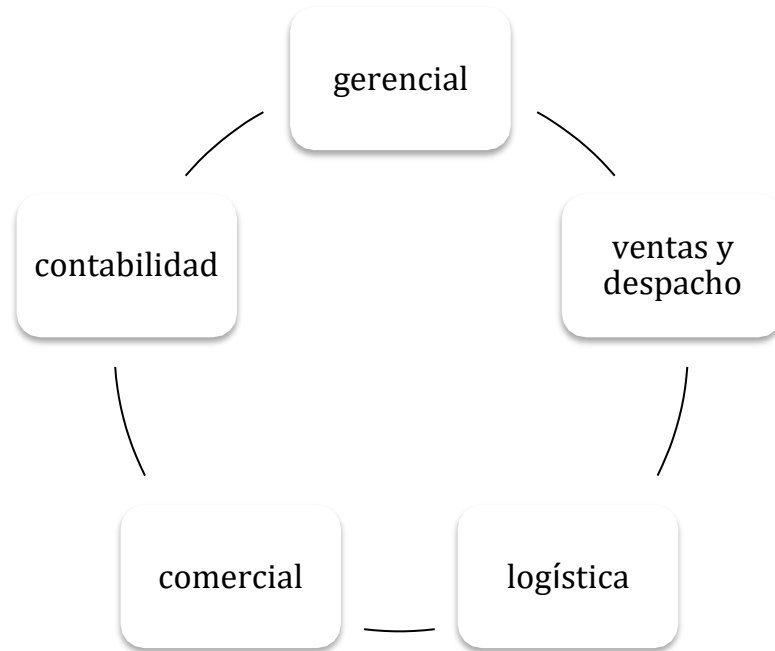 gerencial
ventas y
despacho
logística
comercial
contabilidad